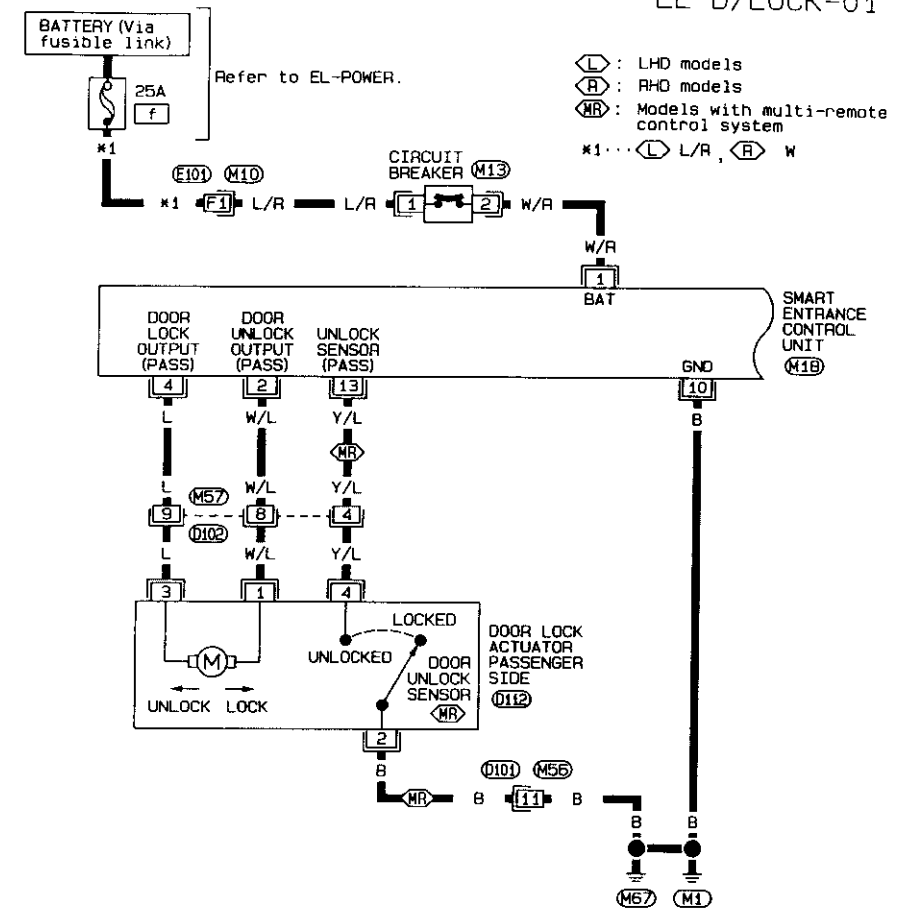 EL-D/LOCK-01
BATTERY (Via
fusible link)
25A
f
Refer to EL-POWER.
L : LHD models
R : RHD models
MR : Models with multi-remote
control system
*1 ··· L L/R , R W
*1
E101 M10
*1 F1 L/R L/R
CIRCUIT
BREAKER M13
1 2 W/R
W/R
1
BAT
SMART
ENTRANCE
CONTROL
UNIT
M18
DOOR
LOCK
OUTPUT
(PASS)
DOOR
UNLOCK
OUTPUT
(PASS)
UNLOCK
SENSOR
(PASS)
GND
4 2 13 10
L W/L Y/L B
MR
L W/L Y/L
M57
9 8 4
D102
L W/L Y/L
3 1 4
LOCKED
UNLOCKED
M
UNLOCK LOCK
DOOR
UNLOCK
SENSOR
MR
DOOR LOCK
ACTUATOR
PASSENGER
SIDE
D112
2
B
D101 M56
MR B 11 B
B B
M67 M1